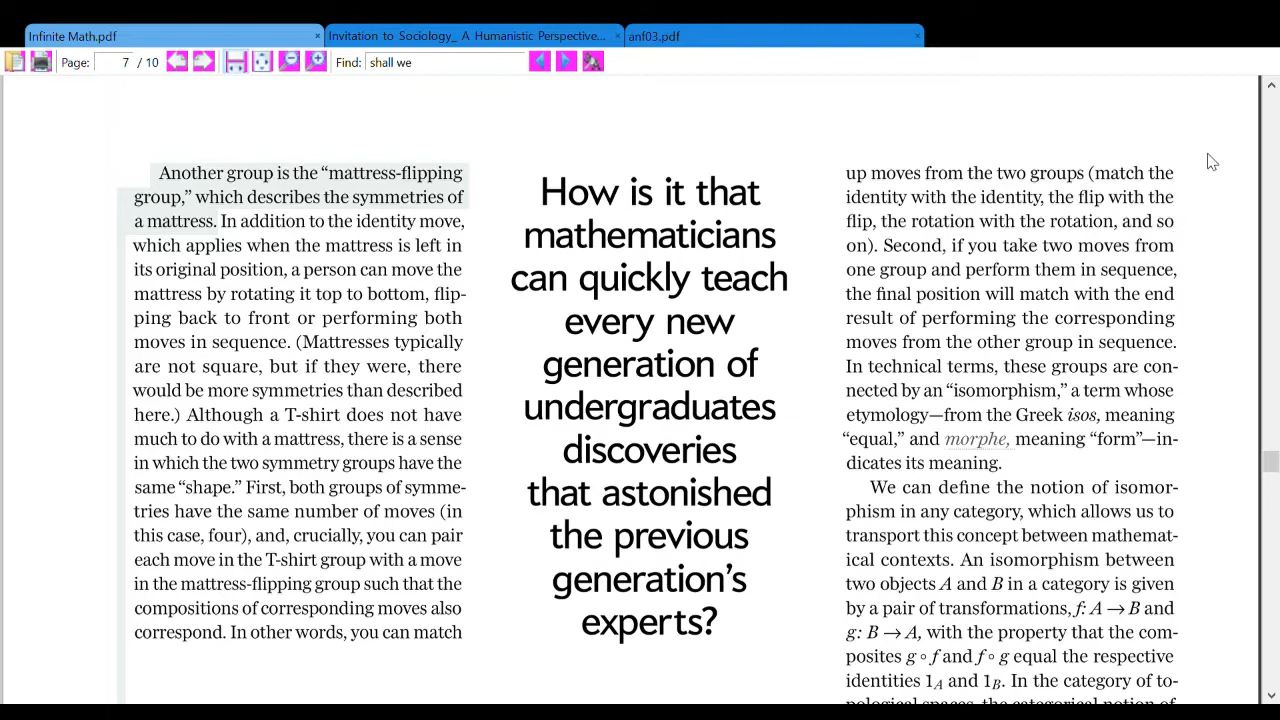 Infinite Math.pdf
Invitation to Sociology_ A Humanistic Perspective...
anf03.pdf
Page: 7 / 10 Find: shall we
Another group is the “mattress-flipping
group,” which describes the symmetries of
a mattress. In addition to the identity move,
which applies when the mattress is left in
its original position, a person can move the
mattress by rotating it top to bottom, flip-
ping back to front or performing both
moves in sequence. (Mattresses typically
are not square, but if they were, there
would be more symmetries than described
here.) Although a T-shirt does not have
much to do with a mattress, there is a sense
in which the two symmetry groups have the
same “shape.” First, both groups of symme-
tries have the same number of moves (in
this case, four), and, crucially, you can pair
each move in the T-shirt group with a move
in the mattress-flipping group such that the
compositions of corresponding moves also
correspond. In other words, you can match
How is it that
mathematicians
can quickly teach
every new
generation of
undergraduates
discoveries
that astonished
the previous
generation’s
experts?
up moves from the two groups (match the
identity with the identity, the flip with the
flip, the rotation with the rotation, and so
on). Second, if you take two moves from
one group and perform them in sequence,
the final position will match with the end
result of performing the corresponding
moves from the other group in sequence.
In technical terms, these groups are con-
nected by an “isomorphism,” a term whose
etymology—from the Greek isos, meaning
“equal,” and morphe, meaning “form”—in-
dicates its meaning.
We can define the notion of isomor-
phism in any category, which allows us to
transport this concept between mathemat-
ical contexts. An isomorphism between
two objects A and B in a category is given
by a pair of transformations, f: A → B and
g: B → A, with the property that the com-
posites g ∘ f and f ∘ g equal the respective
identities 1A and 1B. In the category of to-
pological spaces, the categorical notion of